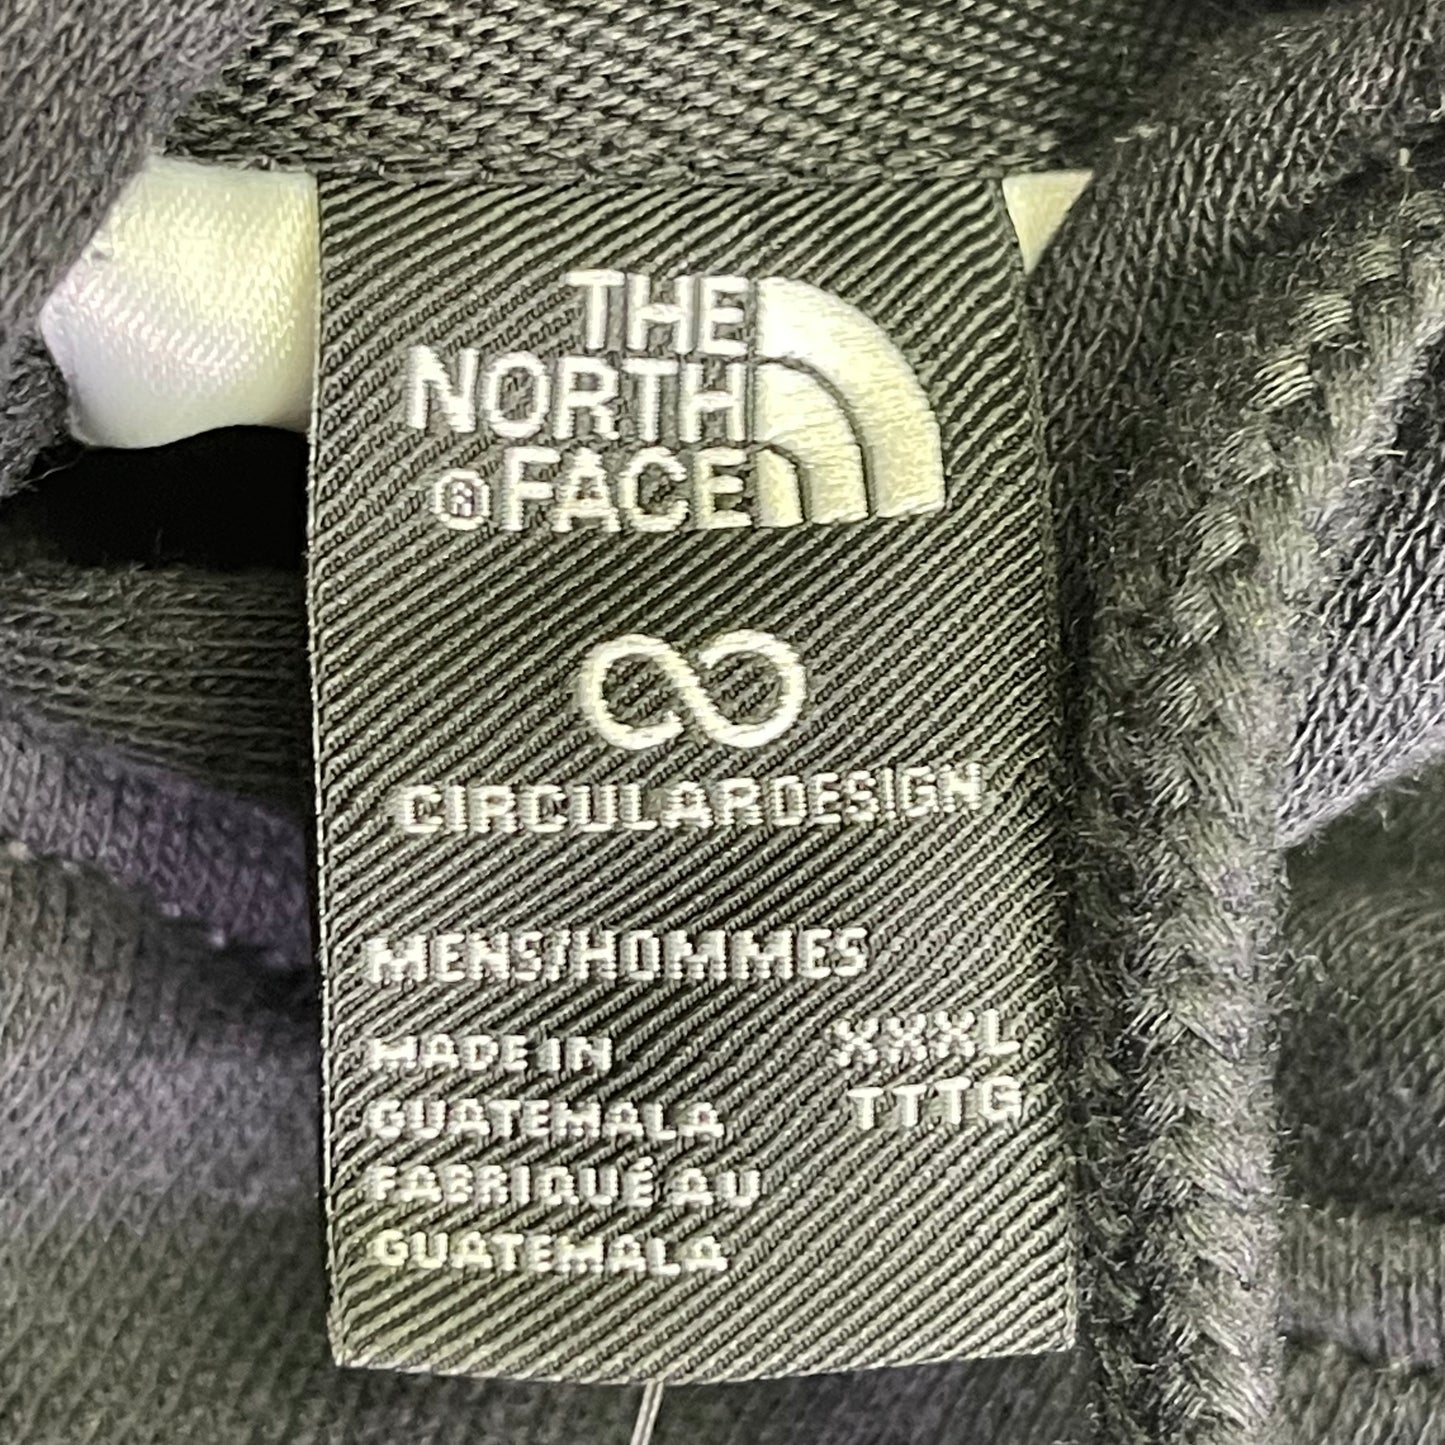 THE
NORTH
® FACE
CIRCULARDESIGN
MENS/HOMMES
MADE IN
GUATEMALA
FABRIQUÉ AU
GUATEMALA
XXXL
TTTG